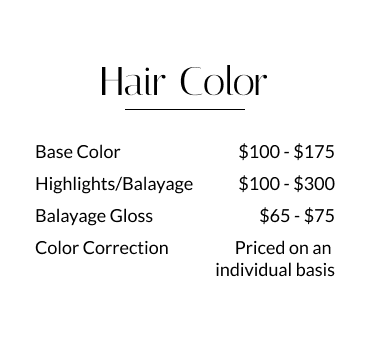 Hair Color
Base Color $100 - $175
Highlights/Balayage $100 - $300
Balayage Gloss $65 - $75
Color Correction Priced on an
individual basis